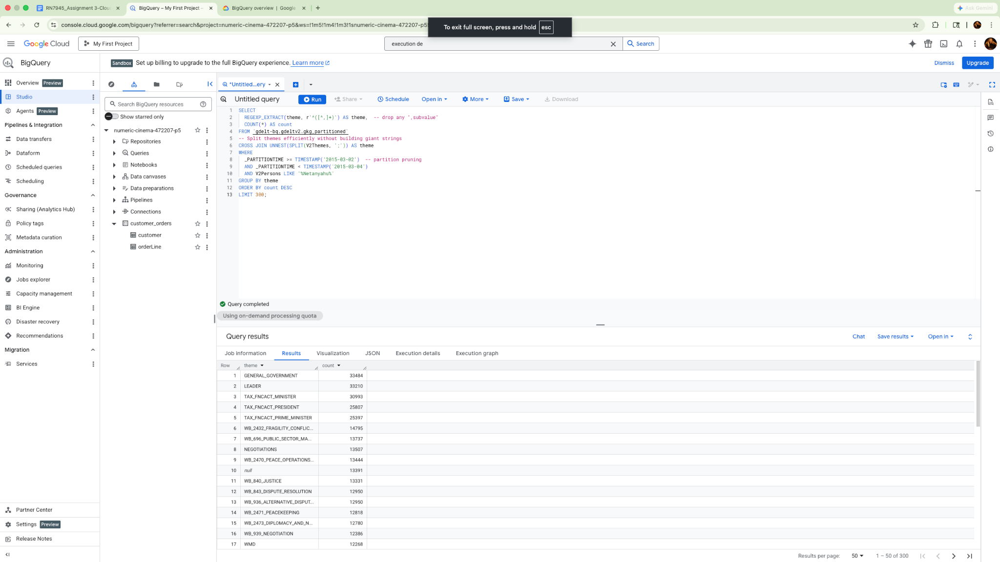 RN7945_Assignment 3-Clou
BigQuery – My First Project –
BigQuery overview | Google
Ask Gemini
console.cloud.google.com/bigquery?referrer=search&project=numeric-cinema-472207-p5&ws=!1m5!1m4!1m3!1snumeric-cinema-472207-p5
To exit full screen, press and hold esc
Google Cloud
My First Project
execution de
Search
BigQuery
Sandbox Set up billing to upgrade to the full BigQuery experience. Learn more
Dismiss
Upgrade
Overview Preview
Studio
Agents Preview
Pipelines & Integration
Data transfers
Dataform
Scheduled queries
Scheduling
Governance
Sharing (Analytics Hub)
Policy tags
Metadata curation
Administration
Monitoring
Jobs explorer
Capacity management
BI Engine
Disaster recovery
Recommendations
Migration
Services
Partner Center
Settings Preview
Release Notes
Search BigQuery resources
Show starred only
numeric-cinema-472207-p5
Repositories
Queries
Notebooks
Data canvases
Data preparations
Pipelines
Connections
customer_orders
customer
orderLine
*Untitled...ery
Untitled query Run Share Schedule Open in More Save Download
1 SELECT
2 REGEXP_EXTRACT(theme, r'^([^,]+)') AS theme, -- drop any ",subvalue"
3 COUNT(*) AS count
4 FROM `gdelt-bq.gdeltv2.gkg_partitioned`
5 -- Split themes efficiently without building giant strings
6 CROSS JOIN UNNEST(SPLIT(V2Themes, ';')) AS theme
7 WHERE
8 _PARTITIONTIME >= TIMESTAMP('2015-03-02') -- partition pruning
9 AND _PARTITIONTIME < TIMESTAMP('2015-03-04')
10 AND V2Persons LIKE '%Netanyahu%'
11 GROUP BY theme
12 ORDER BY count DESC
13 LIMIT 300;
Query completed
Using on-demand processing quota
Query results
Chat Save results Open in
Job information Results Visualization JSON Execution details Execution graph
Row theme count
1 GENERAL_GOVERNMENT 33484
2 LEADER 33210
3 TAX_FNCACT_MINISTER 30993
4 TAX_FNCACT_PRESIDENT 25807
5 TAX_FNCACT_PRIME_MINISTER 25397
6 WB_2432_FRAGILITY_CONFLIC... 14795
7 WB_696_PUBLIC_SECTOR_MA... 13737
8 NEGOTIATIONS 13507
9 WB_2470_PEACE_OPERATIONS... 13444
10 null 13391
11 WB_840_JUSTICE 13331
12 WB_843_DISPUTE_RESOLUTION 12950
13 WB_936_ALTERNATIVE_DISPUT... 12950
14 WB_2471_PEACEKEEPING 12818
15 WB_2473_DIPLOMACY_AND_N... 12780
16 WB_939_NEGOTIATION 12386
17 WMD 12268
Results per page: 50 1 – 50 of 300